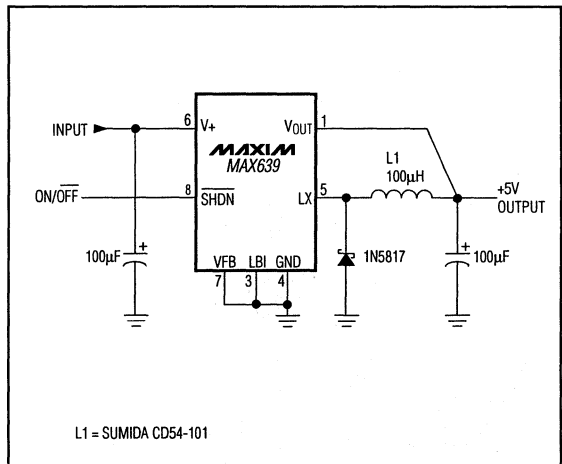 INPUT
6
V+
VOUT
1
MAXIM
MAX639
L1
100µH
ON/OFF
8
SHDN
LX
5
+5V
OUTPUT
100µF
+
VFB
LBI
GND
7
3
4
1N5817
+
100µF
L1 = SUMIDA CD54-101